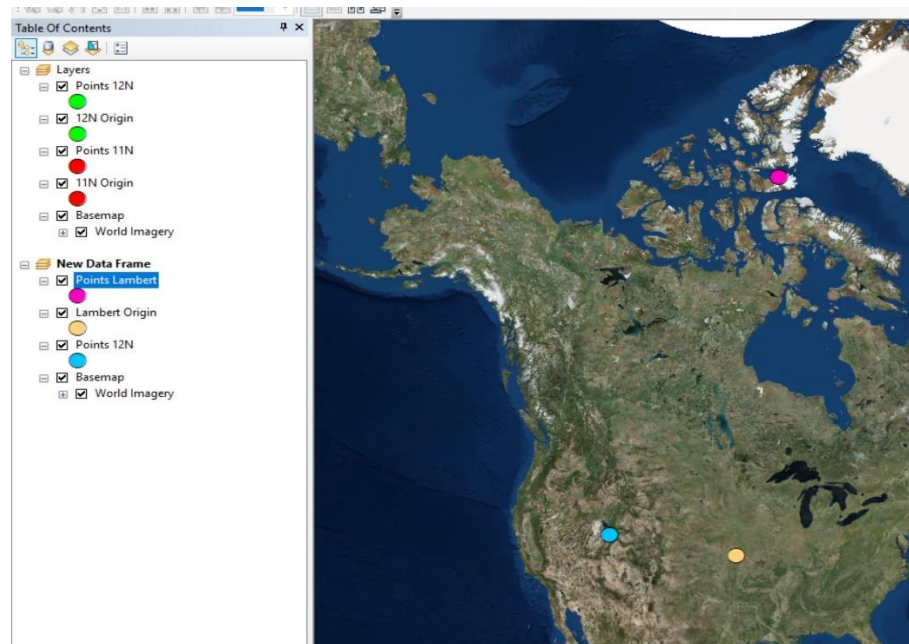 Table Of Contents
Layers
Points 12N
12N Origin
Points 11N
11N Origin
Basemap
World Imagery
New Data Frame
Points Lambert
Lambert Origin
Points 12N
Basemap
World Imagery